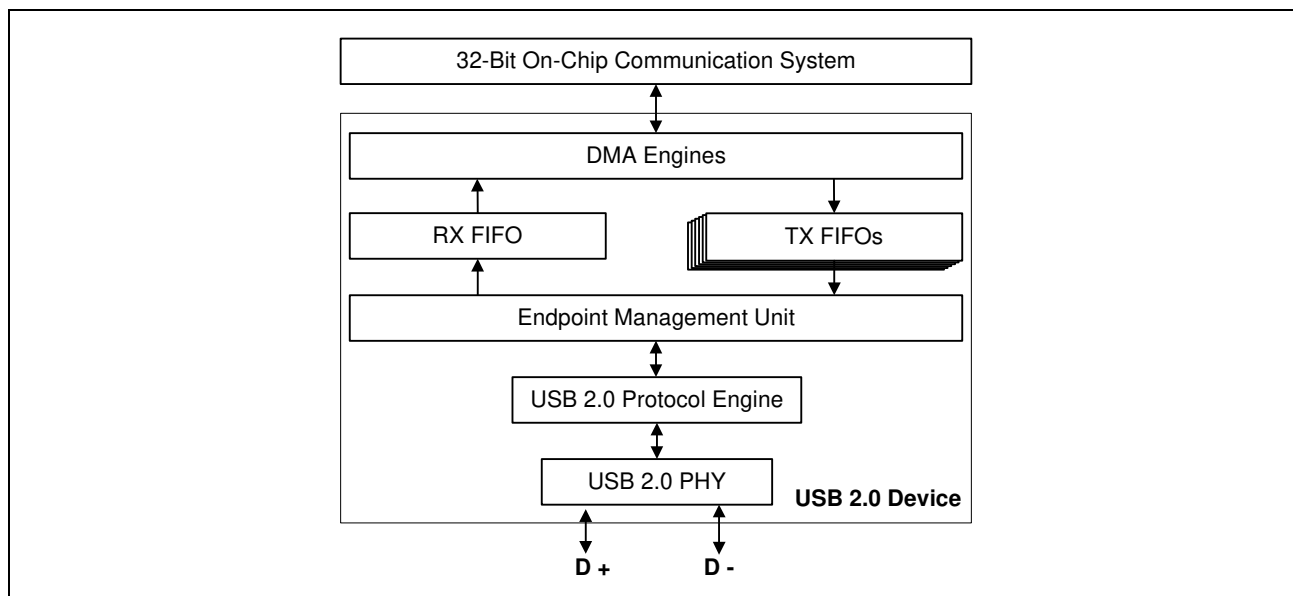 32-Bit On-Chip Communication System
DMA Engines
RX FIFO
TX FIFOs
Endpoint Management Unit
USB 2.0 Protocol Engine
USB 2.0 PHY
USB 2.0 Device
D +
D -